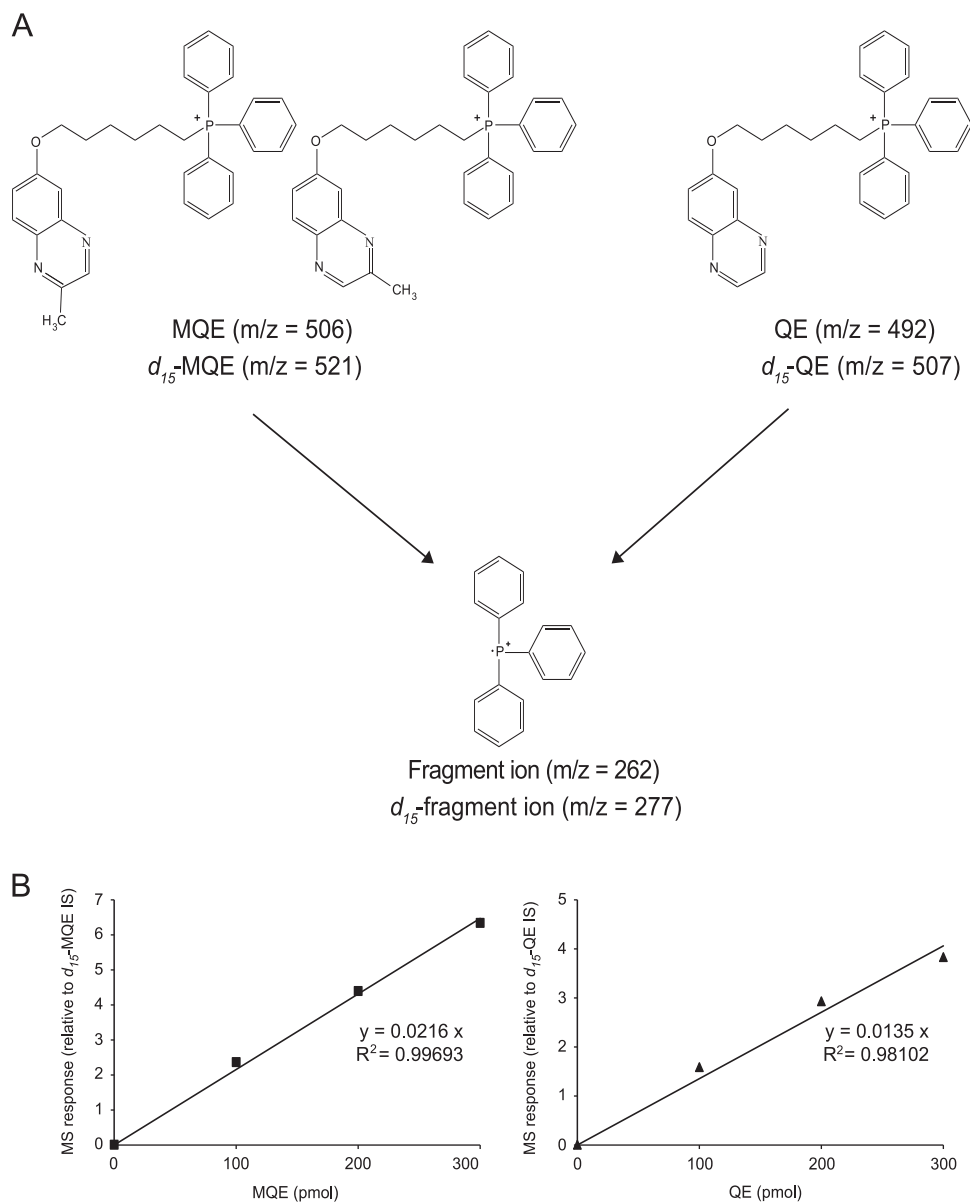 A
+
P
O
N
N
H₃C
+
P
O
N
N
CH₃
+
P
O
N
N
MQE (m/z = 506)
d₁₅-MQE (m/z = 521)
QE (m/z = 492)
d₁₅-QE (m/z = 507)
·P⁺
Fragment ion (m/z = 262)
d₁₅-fragment ion (m/z = 277)
B
MS response (relative to d₁₅-MQE IS)
7
6
5
4
3
2
1
0
y = 0.0216 x
R² = 0.99693
0 100 200 300
MQE (pmol)
MS response (relative to d₁₅-QE IS)
5
4
3
2
1
0
y = 0.0135 x
R² = 0.98102
0 100 200 300
QE (pmol)